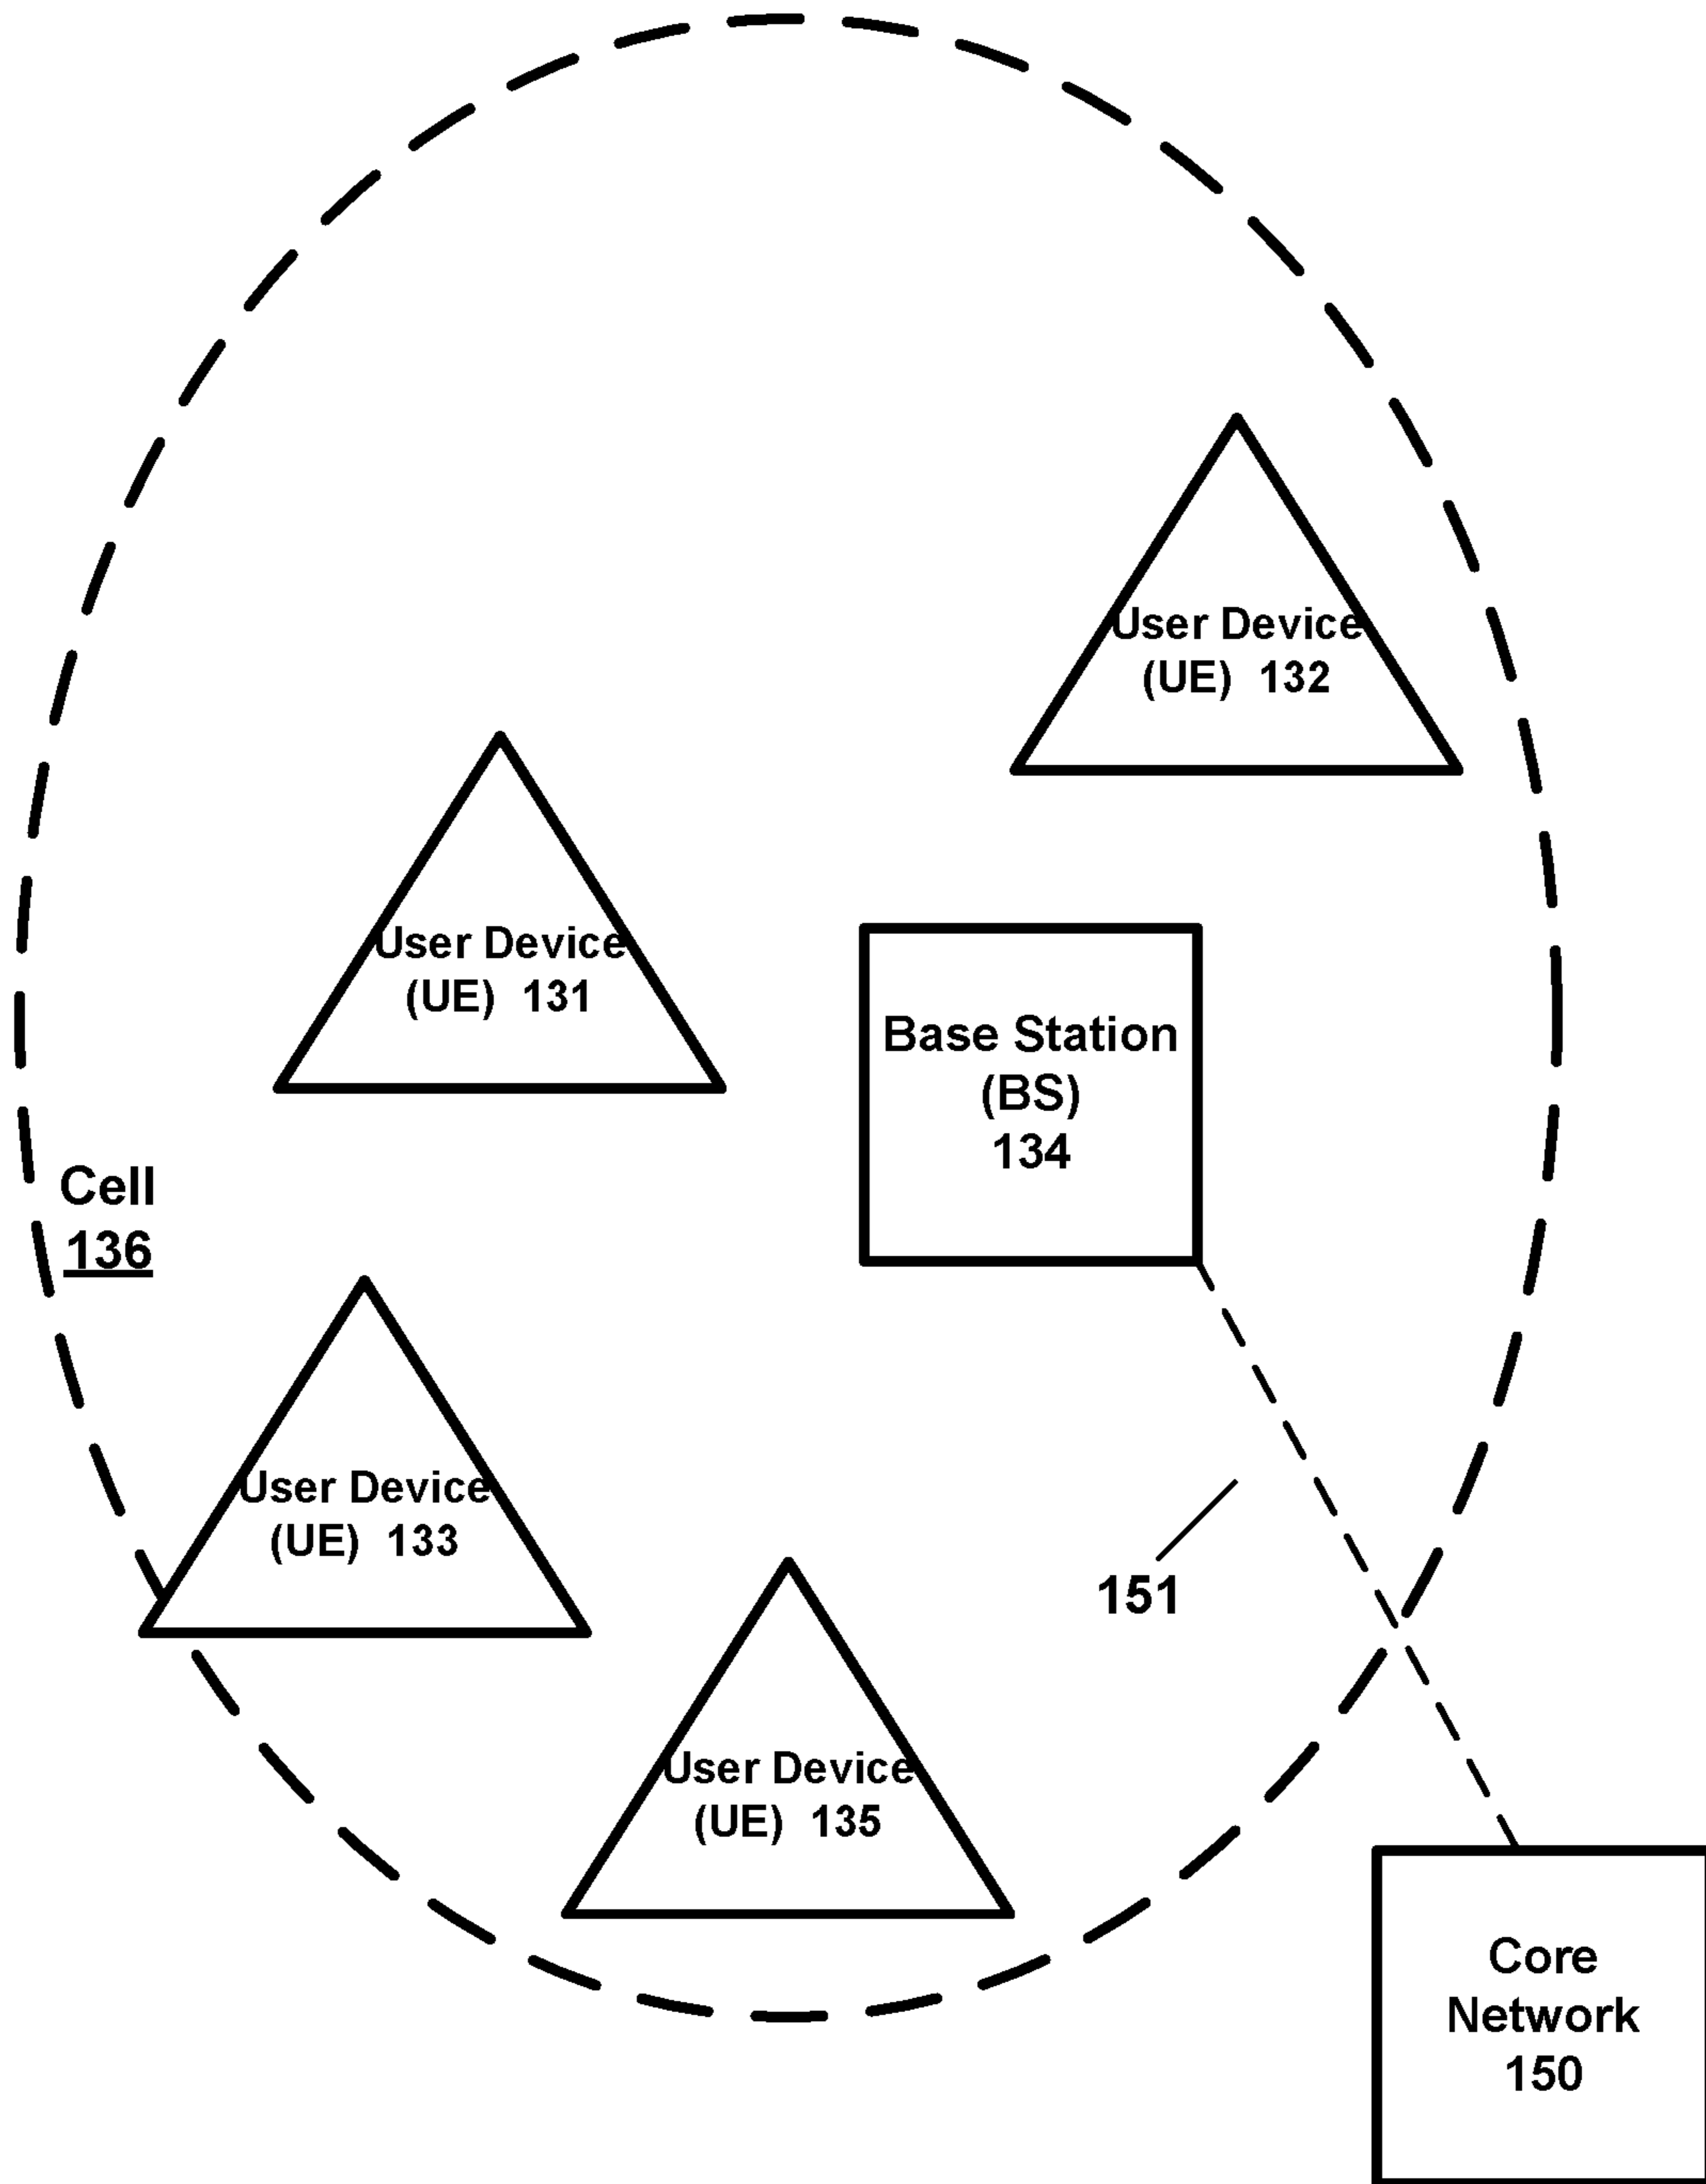 User Device
(UE) 132
User Device
(UE) 131
Base Station
(BS)
134
Cell
136
User Device
(UE) 133
151
User Device
(UE) 135
Core
Network
150